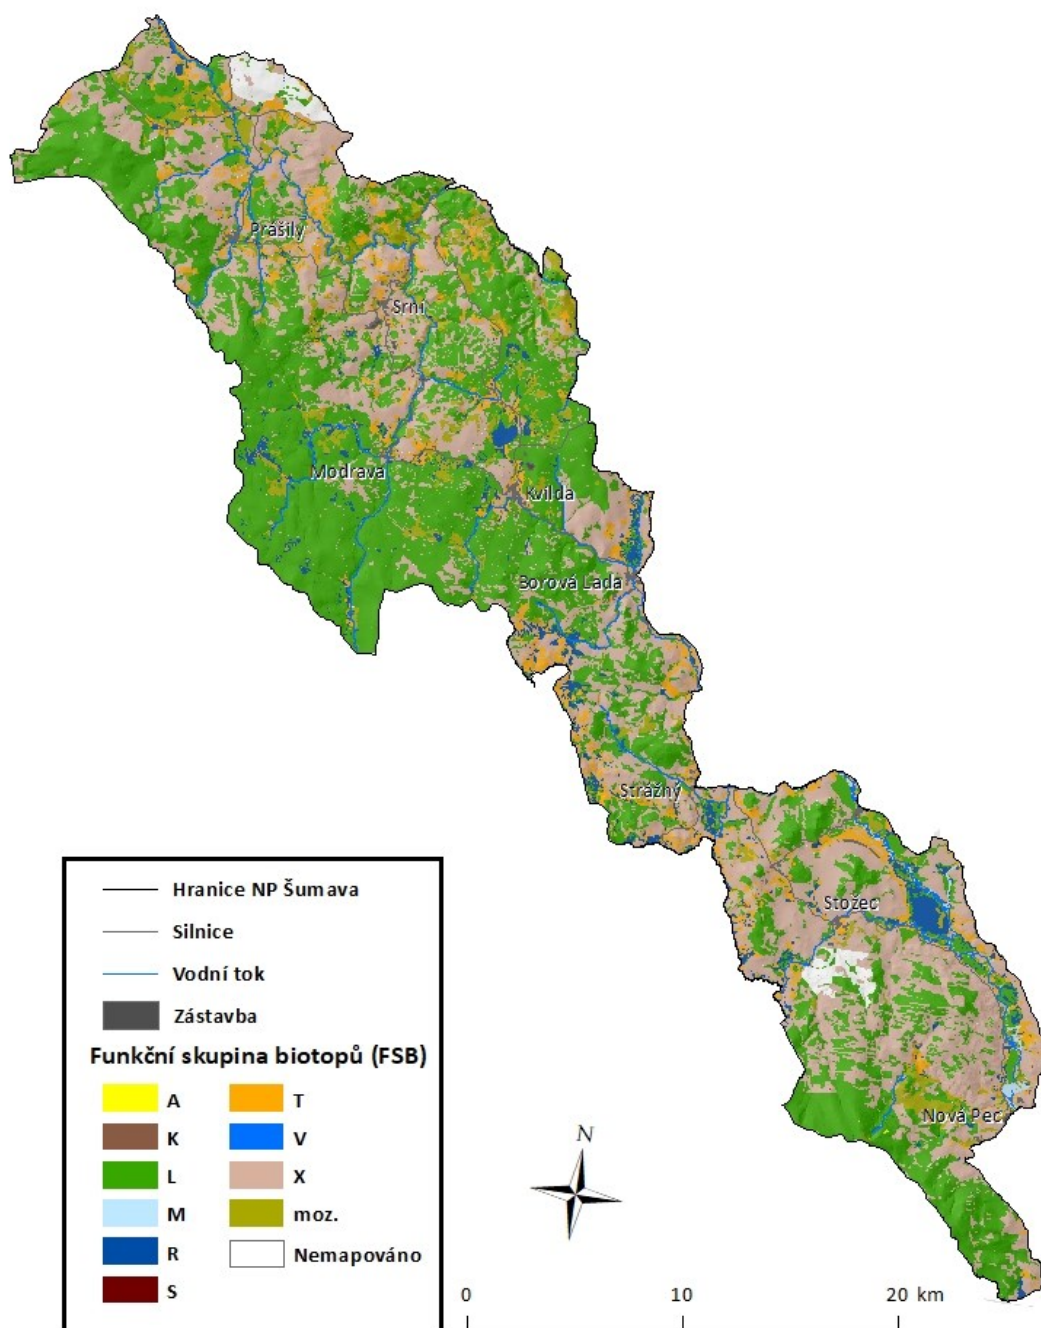 Prášily
Srní
Modrava
Kvilda
Borová Lada
Strážný
Stožec
Nová Pec
Hranice NP Šumava
Silnice
Vodní tok
Zástavba
Funkční skupina biotopů (FSB)
A T
K V
L X
M moz.
R Nemapováno
S
N
0 10 20 km